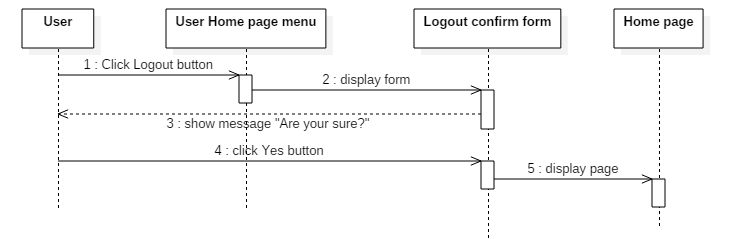 User
User Home page menu
Logout confirm form
Home page
1 : Click Logout button
2 : display form
3 : show message "Are your sure?"
4 : click Yes button
5 : display page